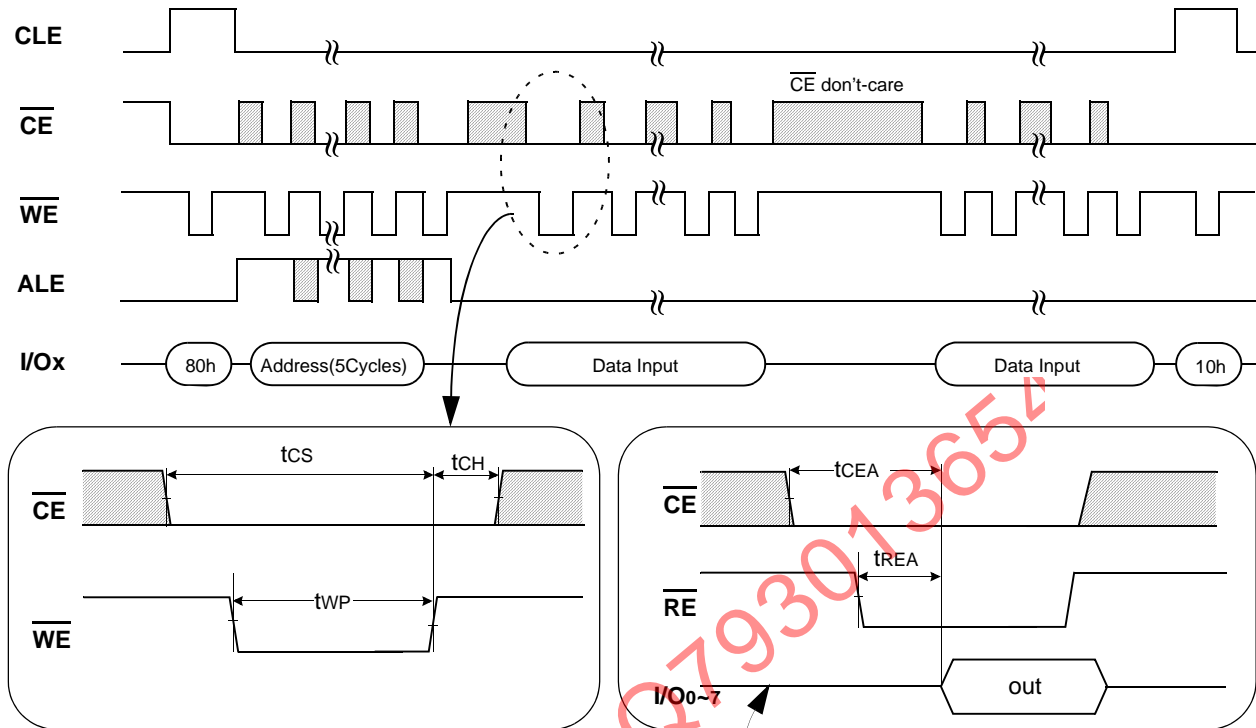 CLE
CE don't-care
CE
WE
ALE
I/Ox
80h
Address(5Cycles)
Data Input
Data Input
10h
tCS
tCH
CE
tWP
WE
tCEA
CE
tREA
RE
I/O0~7
out
Q793013654